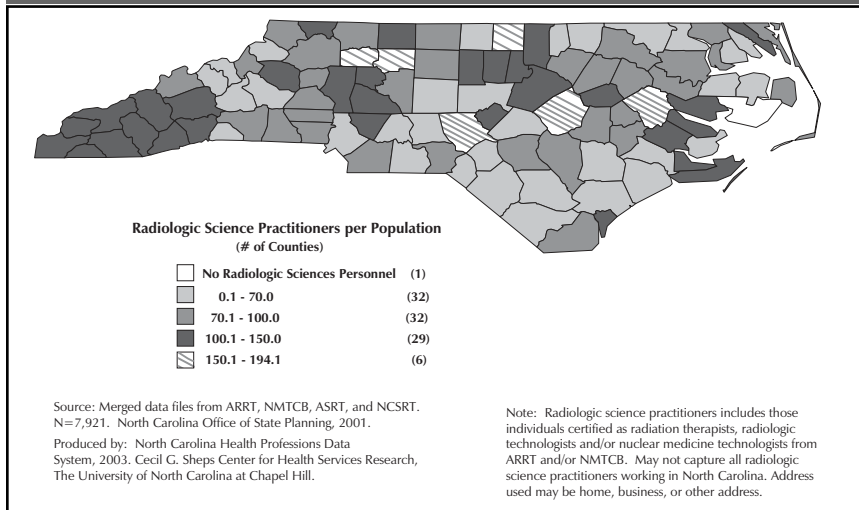 Radiologic Science Practitioners per Population
(# of Counties)
No Radiologic Sciences Personnel (1)
0.1 - 70.0 (32)
70.1 - 100.0 (32)
100.1 - 150.0 (29)
150.1 - 194.1 (6)
Source: Merged data files from ARRT, NMTCB, ASRT, and NCSRT.
N=7,921. North Carolina Office of State Planning, 2001.
Produced by: North Carolina Health Professions Data
System, 2003. Cecil G. Sheps Center for Health Services Research,
The University of North Carolina at Chapel Hill.
Note: Radiologic science practitioners includes those
individuals certified as radiation therapists, radiologic
technologists and/or nuclear medicine technologists from
ARRT and/or NMTCB. May not capture all radiologic
science practitioners working in North Carolina. Address
used may be home, business, or other address.